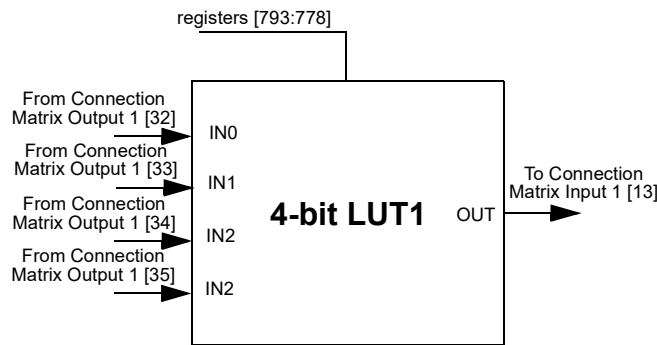 registers [793:778]
From Connection
Matrix Output 1 [32]
IN0
From Connection
Matrix Output 1 [33]
IN1
From Connection
Matrix Output 1 [34]
IN2
From Connection
Matrix Output 1 [35]
IN2
4-bit LUT1
OUT
To Connection
Matrix Input 1 [13]